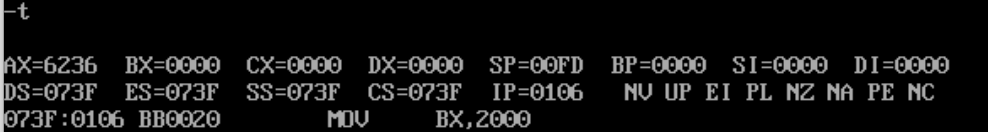 -t
AX=6236  BX=0000  CX=0000  DX=0000  SP=00FD  BP=0000  SI=0000  DI=0000
DS=073F  ES=073F  SS=073F  CS=073F  IP=0106   NV UP EI PL NZ NA PE NC
073F:0106 BB0020        MOV     BX,2000